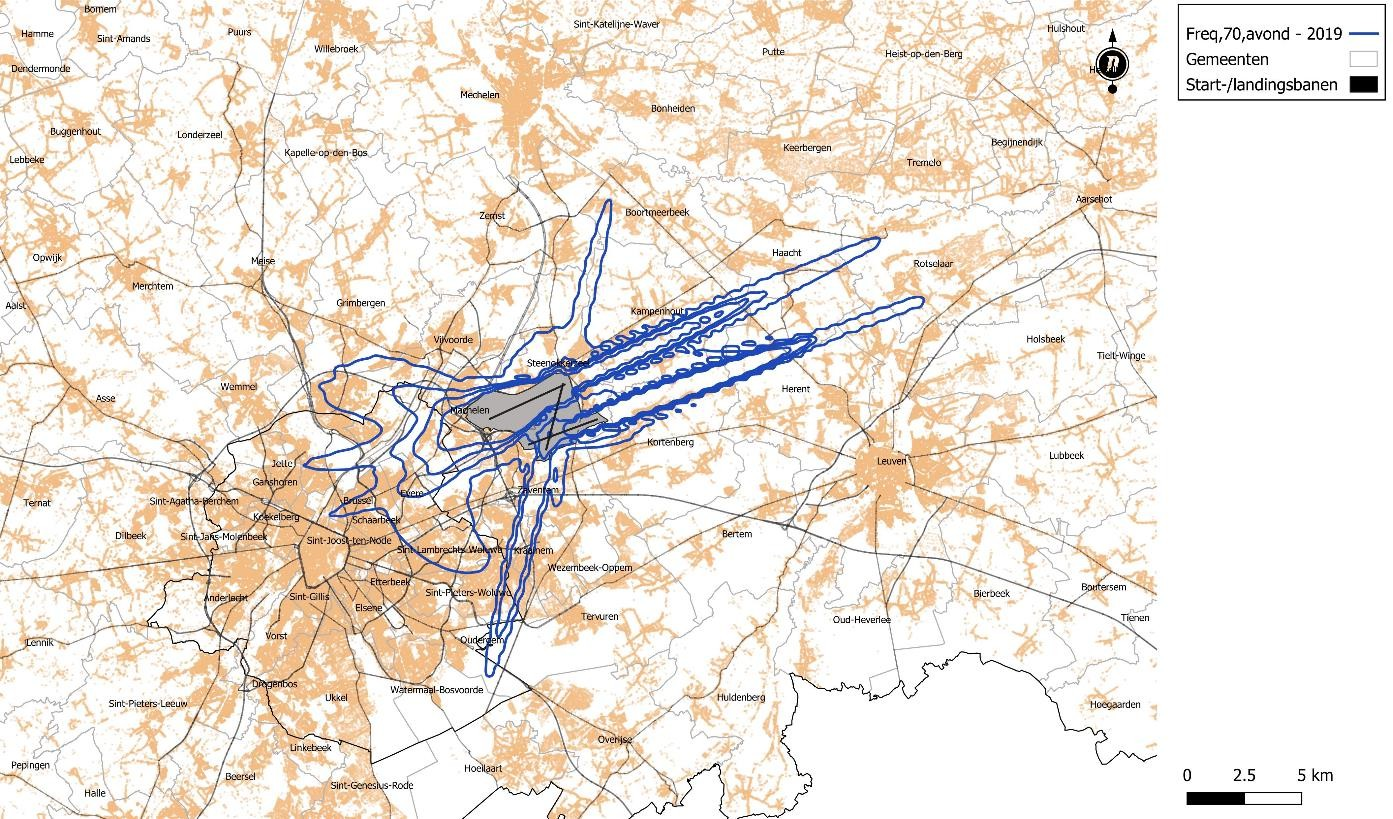 Bornem
Hamme
Sint-Amands
Puurs
Willebroek
Sint-Katelijne-Waver
Putte
Heist-op-den-Berg
Hulshout
Freq,70,avond - 2019
Gemeenten
Start-/landingsbanen
Dendermonde
Mechelen
Bonheiden
Buggenhout
Londerzeel
Kapelle-op-den-Bos
Keerbergen
Begijnendijk
Lebbeke
Tremelo
Aarschot
Zemst
Boortmeerbeek
Opwijk
Meise
Haacht
Rotselaar
Merchtem
Aalst
Grimbergen
Kampenhout
Vilvoorde
Holsbeek
Tielt-Winge
Steenokkerzeel
Wemmel
Herent
Asse
Machelen
Kortenberg
Jette
Leuven
Lubbeek
Ganshoren
Zaventem
Evere
Brussel
Ternat
Sint-Agatha-Berchem
Koekelberg
Schaarbeek
Dilbeek
Sint-Jans-Molenbeek
Sint-Joost-ten-Node
Bertem
Sint-Lambrechts-Woluwe
Kraainem
Wezembeek-Oppem
Etterbeek
Sint-Pieters-Woluwe
Boutersem
Bierbeek
Anderlecht
Sint-Gillis
Elsene
Tervuren
Oud-Heverlee
Tienen
Vorst
Oudergem
Lennik
Drogenbos
Ukkel
Watermaal-Bosvoorde
Huldenberg
Sint-Pieters-Leeuw
Hoegaarden
Overijse
Linkebeek
Pepingen
Hoeilaart
Beersel
Sint-Genesius-Rode
Halle
0 2.5 5 km